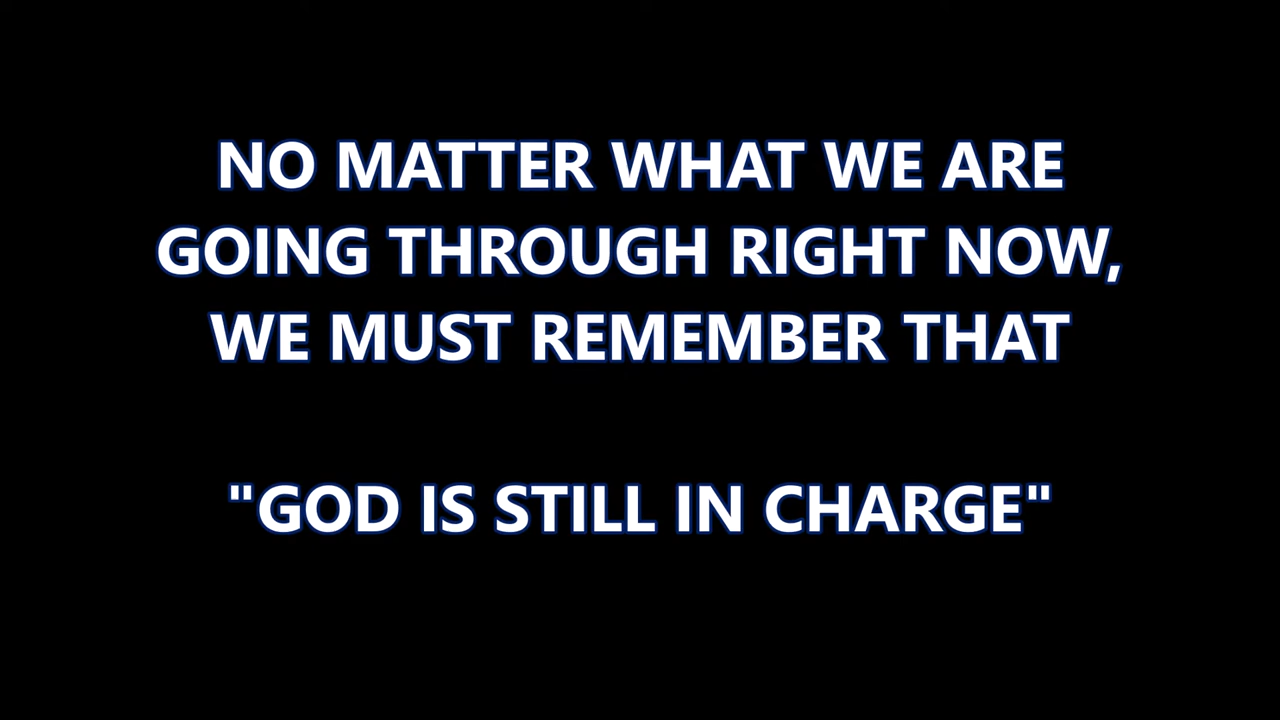 NO MATTER WHAT WE ARE
GOING THROUGH RIGHT NOW,
WE MUST REMEMBER THAT
"GOD IS STILL IN CHARGE"